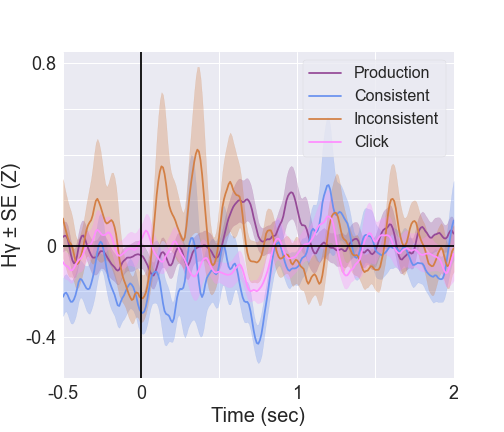 0.8
0
-0.4
Hγ ± SE (Z)
Production
Consistent
Inconsistent
Click
-0.5
0
1
2
Time (sec)